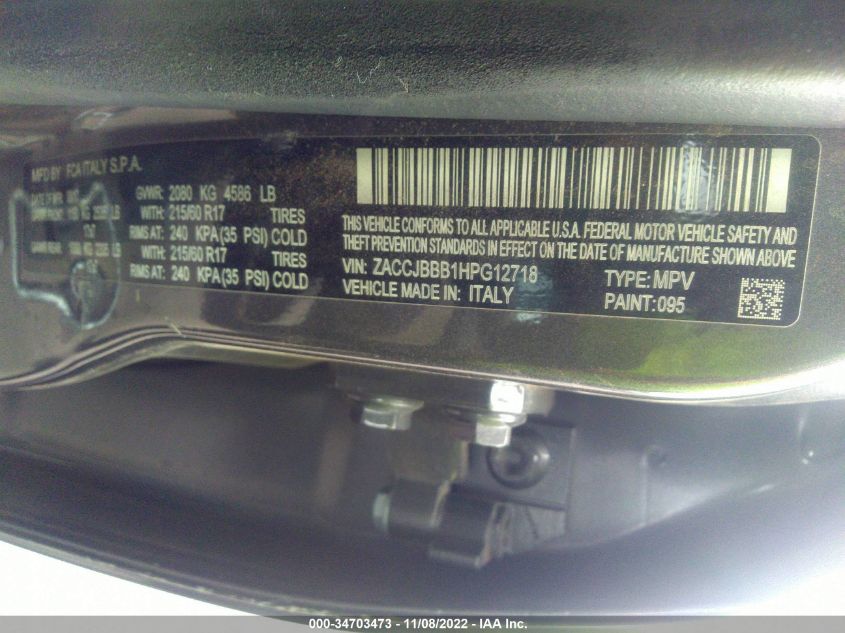 MFD BY FCA ITALY S.P.A.
GVWR: 2080 KG 4586 LB
WITH: 215/60 R17 TIRES
RIMS AT: 240 KPA(35 PSI) COLD
WITH: 215/60 R17 TIRES
RIMS AT: 240 KPA(35 PSI) COLD
THIS VEHICLE CONFORMS TO ALL APPLICABLE U.S.A. FEDERAL MOTOR VEHICLE SAFETY AND
THEFT PREVENTION STANDARDS IN EFFECT ON THE DATE OF MANUFACTURE SHOWN ABOVE
VIN: ZACCJBBB1HPG12718 TYPE: MPV
VEHICLE MADE IN: ITALY PAINT: 095
000-34703473 - 11/08/2022 - IAA Inc.